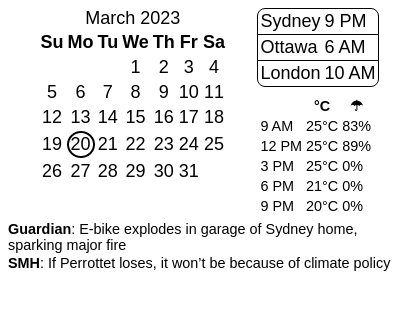 March 2023
Su Mo Tu We Th Fr Sa
1 2 3 4
5 6 7 8 9 10 11
12 13 14 15 16 17 18
19 20 21 22 23 24 25
26 27 28 29 30 31
Sydney 9 PM
Ottawa 6 AM
London 10 AM
°C ☂
9 AM 25°C 83%
12 PM 25°C 89%
3 PM 25°C 0%
6 PM 21°C 0%
9 PM 20°C 0%
Guardian: E-bike explodes in garage of Sydney home,
sparking major fire
SMH: If Perrottet loses, it won’t be because of climate policy